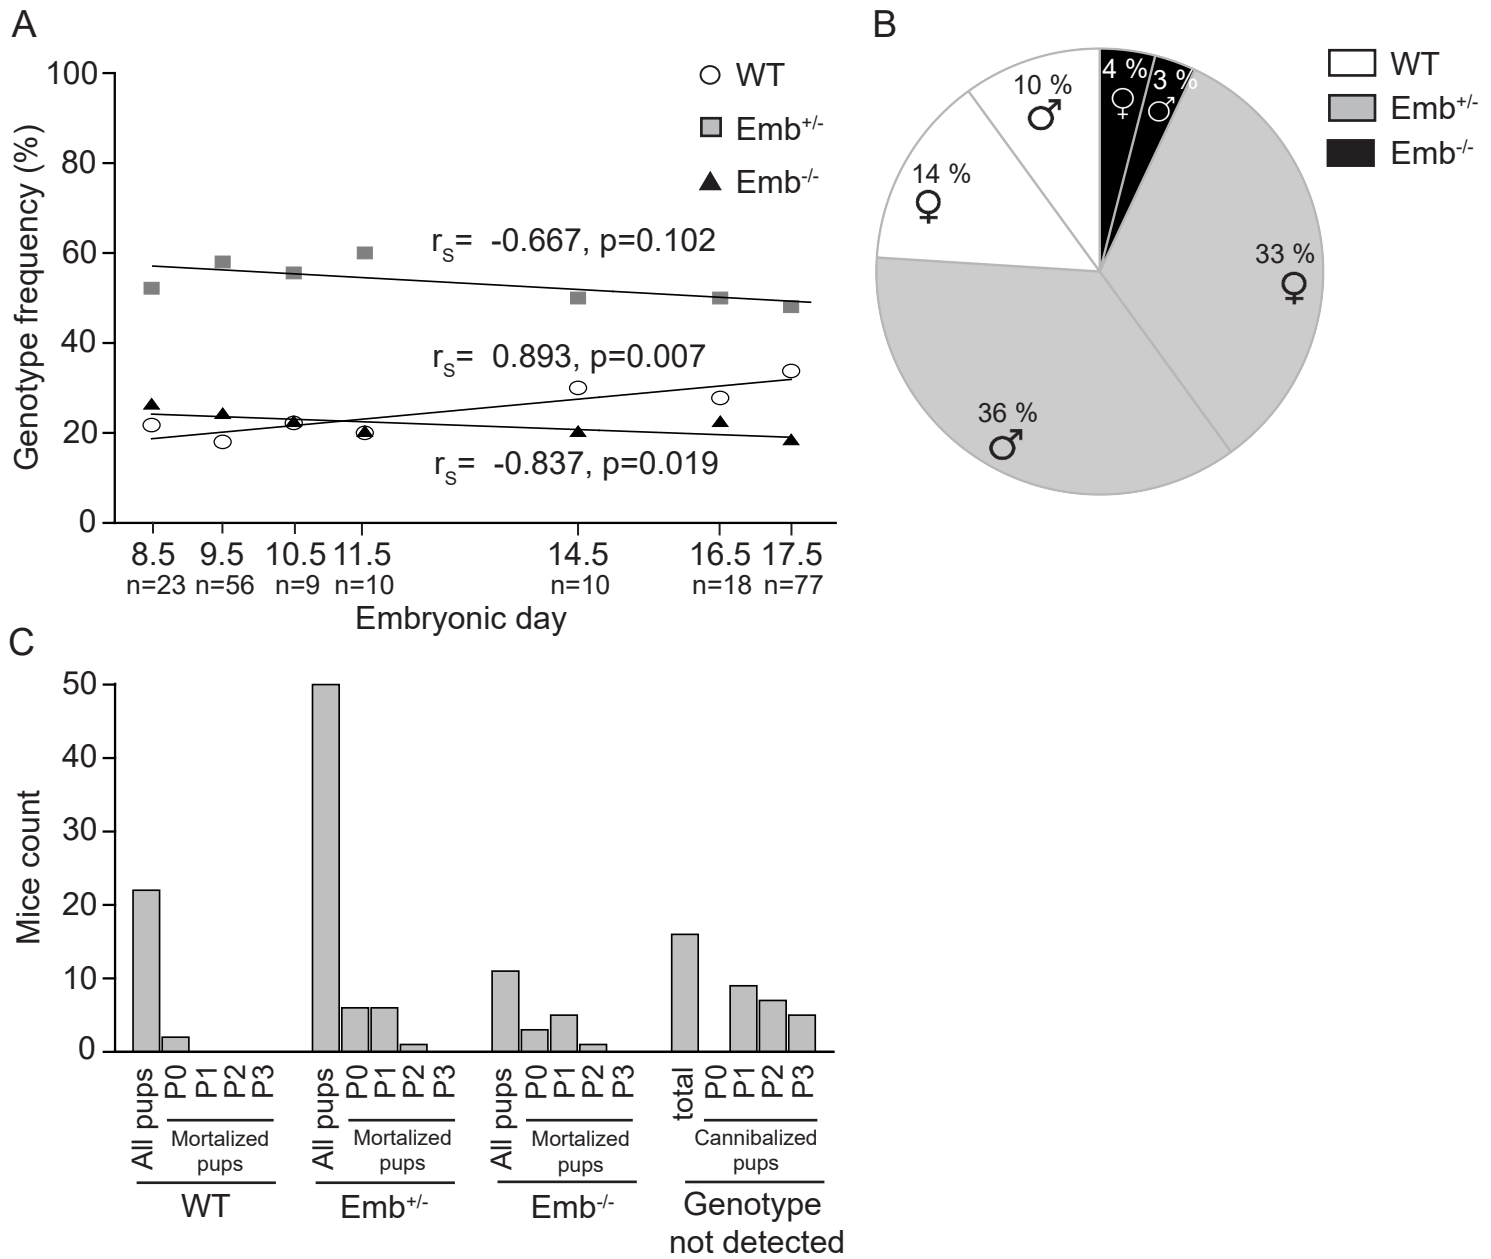 A
B
100
80
60
40
20
0
Genotype frequency (%)
WT
Emb+/-
Emb-/-
rS= -0.667, p=0.102
rS= 0.893, p=0.007
rS= -0.837, p=0.019
8.5 9.5 10.5 11.5 14.5 16.5 17.5
n=23 n=56 n=9 n=10 n=10 n=18 n=77
Embryonic day
4 %
♀
3 %
♂
10 %
♂
14 %
♀
33 %
♀
36 %
♂
WT
Emb+/-
Emb-/-
C
50
40
30
20
10
0
Mice count
All pups P0 P1 P2 P3
Mortalized
pups
WT
All pups P0 P1 P2 P3
Mortalized
pups
Emb+/-
All pups P0 P1 P2 P3
Mortalized
pups
Emb-/-
total P0 P1 P2 P3
Cannibalized
pups
Genotype
not detected